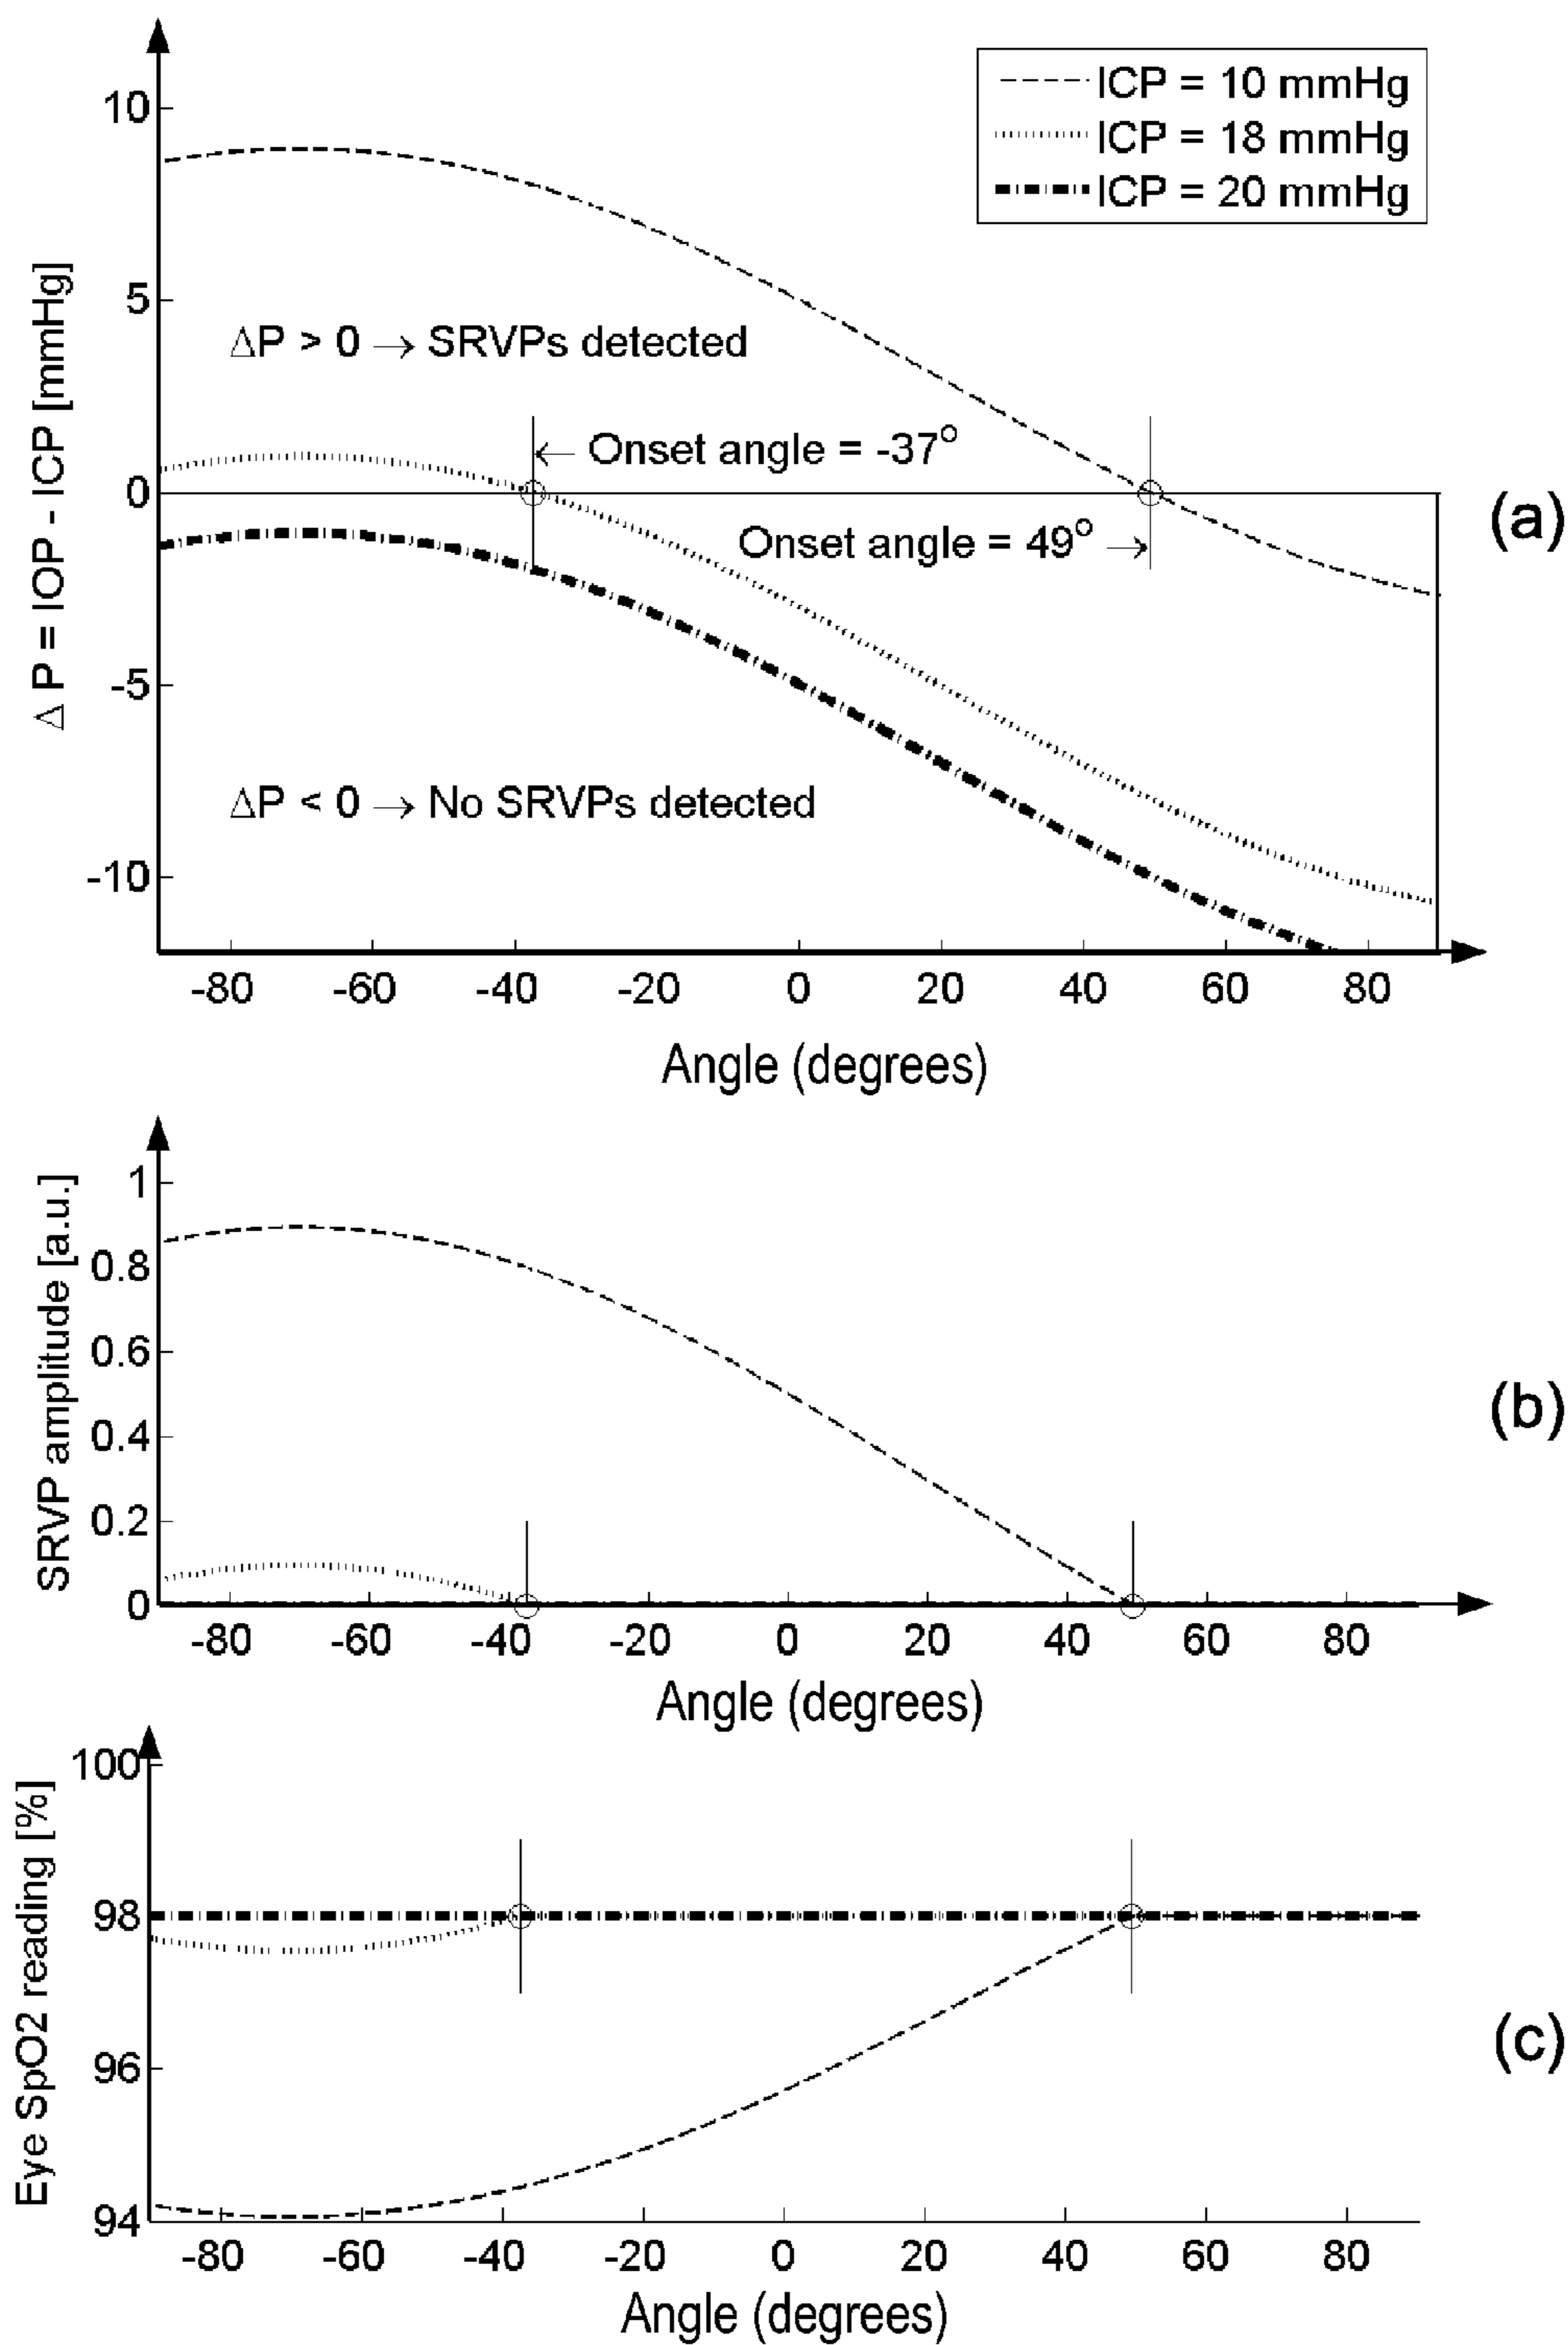 ICP = 10 mmHg
ICP = 18 mmHg
ICP = 20 mmHg
10
5
0
-5
-10
Δ P = IOP - ICP [mmHg]
ΔP > 0 → SRVPs detected
← Onset angle = -37º
Onset angle = 49º →
ΔP < 0 → No SRVPs detected
(a)
-80 -60 -40 -20 0 20 40 60 80
Angle (degrees)
1
0.8
0.6
0.4
0.2
0
SRVP amplitude [a.u.]
(b)
-80 -60 -40 -20 0 20 40 60 80
Angle (degrees)
100
98
96
94
Eye SpO2 reading [%]
(c)
-80 -60 -40 -20 0 20 40 60 80
Angle (degrees)